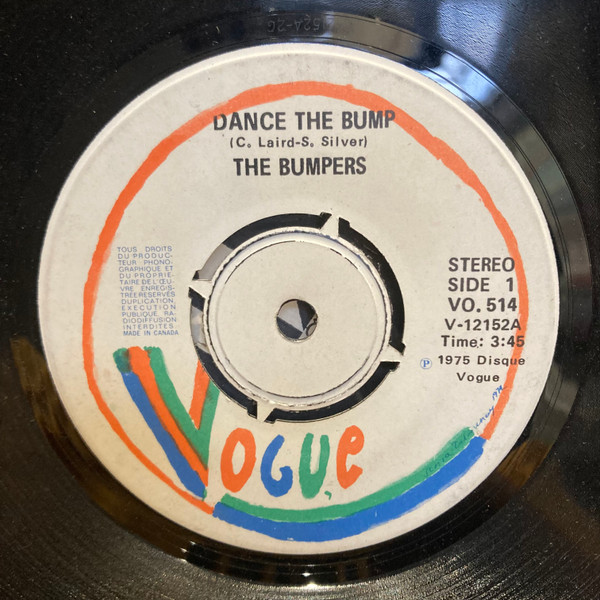 DANCE THE BUMP
(C. Laird-S. Silver)
THE BUMPERS
TOUS DROITS
DU PRODUC-
TEUR PHONO-
GRAPHIQUE ET
DU PROPRIE-
TAIRE DE L'ŒU-
VRE ENREGIS-
TREE RESERVÉS
DUPLICATION,
EXECUTION
PUBLIQUE, RA-
DIODIFFUSION
INTERDITES
MADE IN CANADA
STEREO
SIDE 1
VO. 514
V-12152A
Time: 3:45
℗ 1975 Disque
Vogue
VOGUE